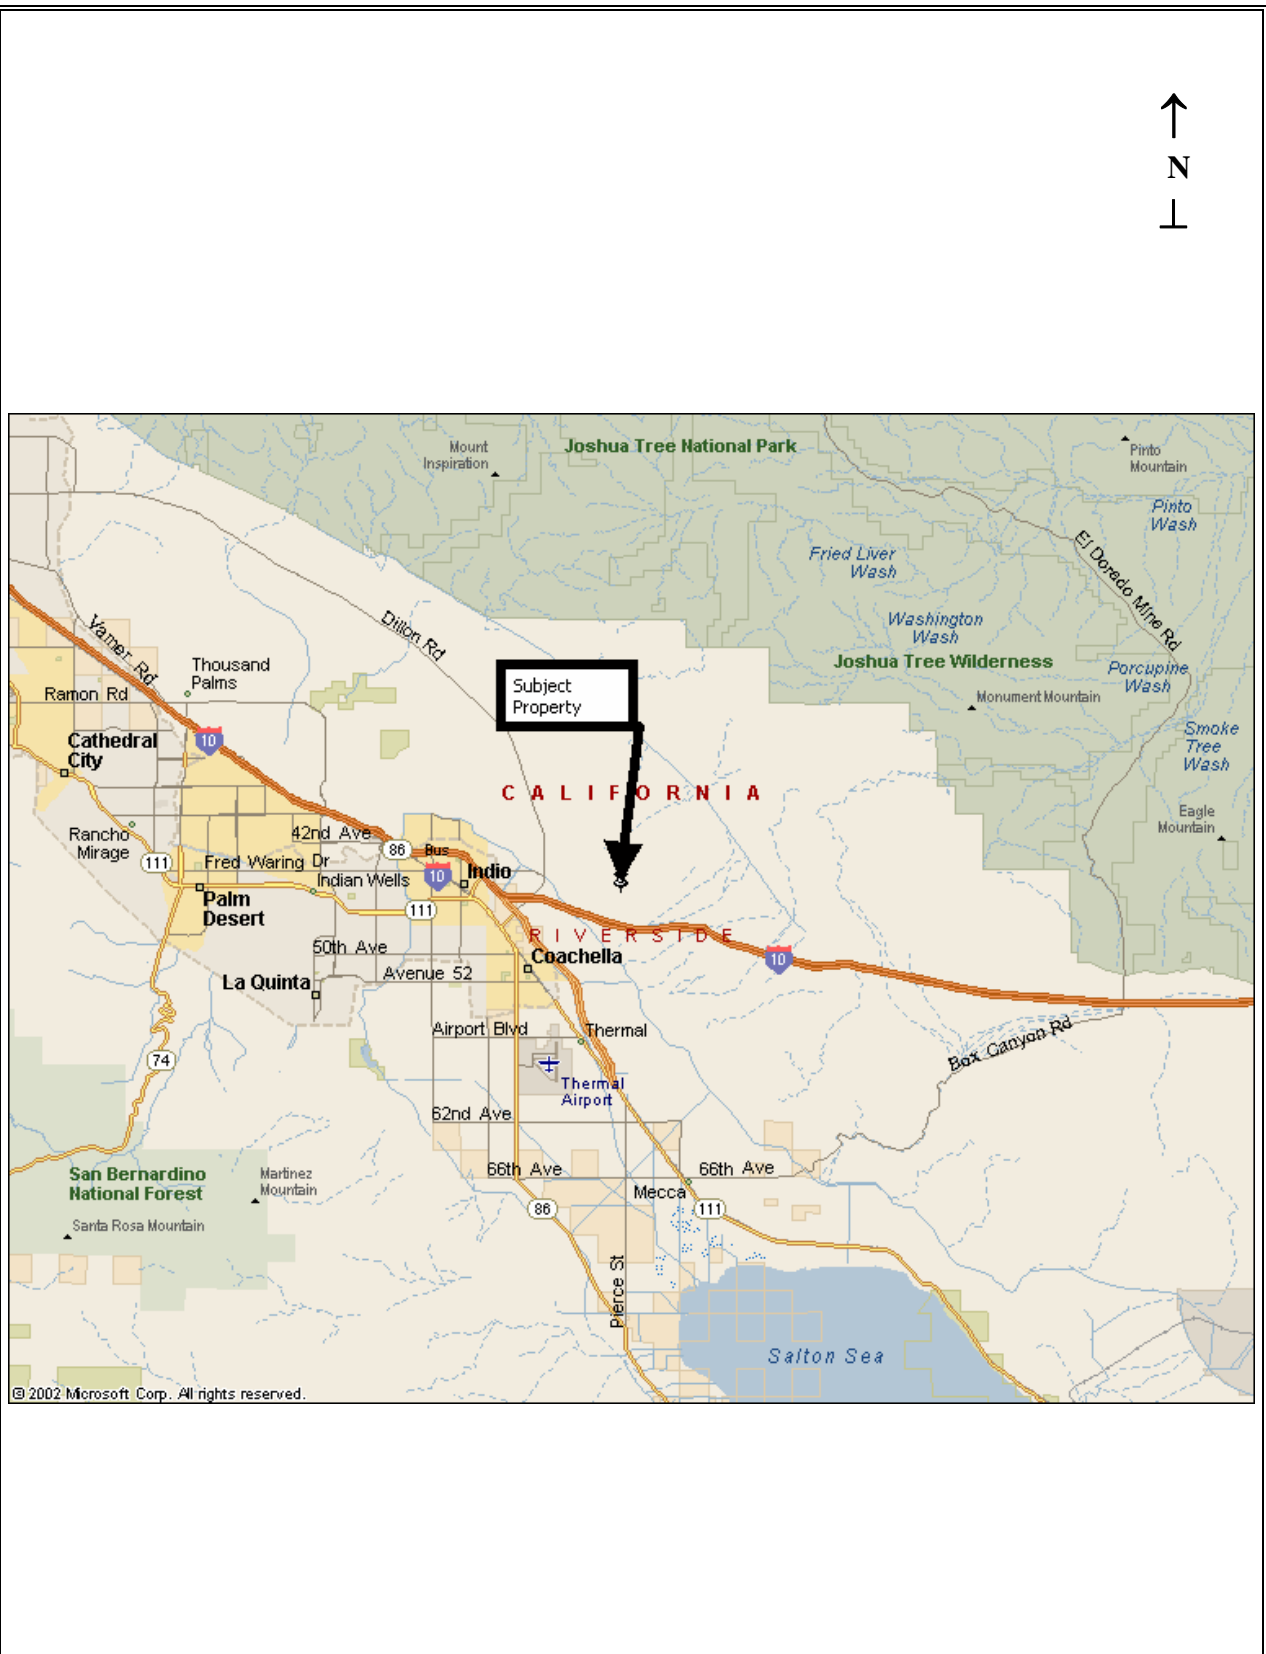 N
Mount
Inspiration
Joshua Tree National Park
Pinto
Mountain
Pinto
Wash
El Dorado Mine Rd
Fried Liver
Wash
Washington
Wash
Joshua Tree Wilderness
Porcupine
Wash
Monument Mountain
Smoke
Tree
Wash
Eagle
Mountain
Dillon Rd
Varner Rd
Thousand
Palms
Ramon Rd
Subject
Property
10
Cathedral
City
CALIFORNIA
Rancho
Mirage
42nd Ave
86
Bus
10
111
Fred Waring Dr
Indian Wells
Indio
Palm
Desert
111
RIVERSIDE
50th Ave
Coachella
10
Avenue 52
La Quinta
Airport Blvd
Thermal
Box Canyon Rd
74
Thermal
Airport
62nd Ave
San Bernardino
National Forest
Martinez
Mountain
66th Ave
66th Ave
Mecca
86
111
Santa Rosa Mountain
Pierce St
Salton Sea
© 2002 Microsoft Corp. All rights reserved.